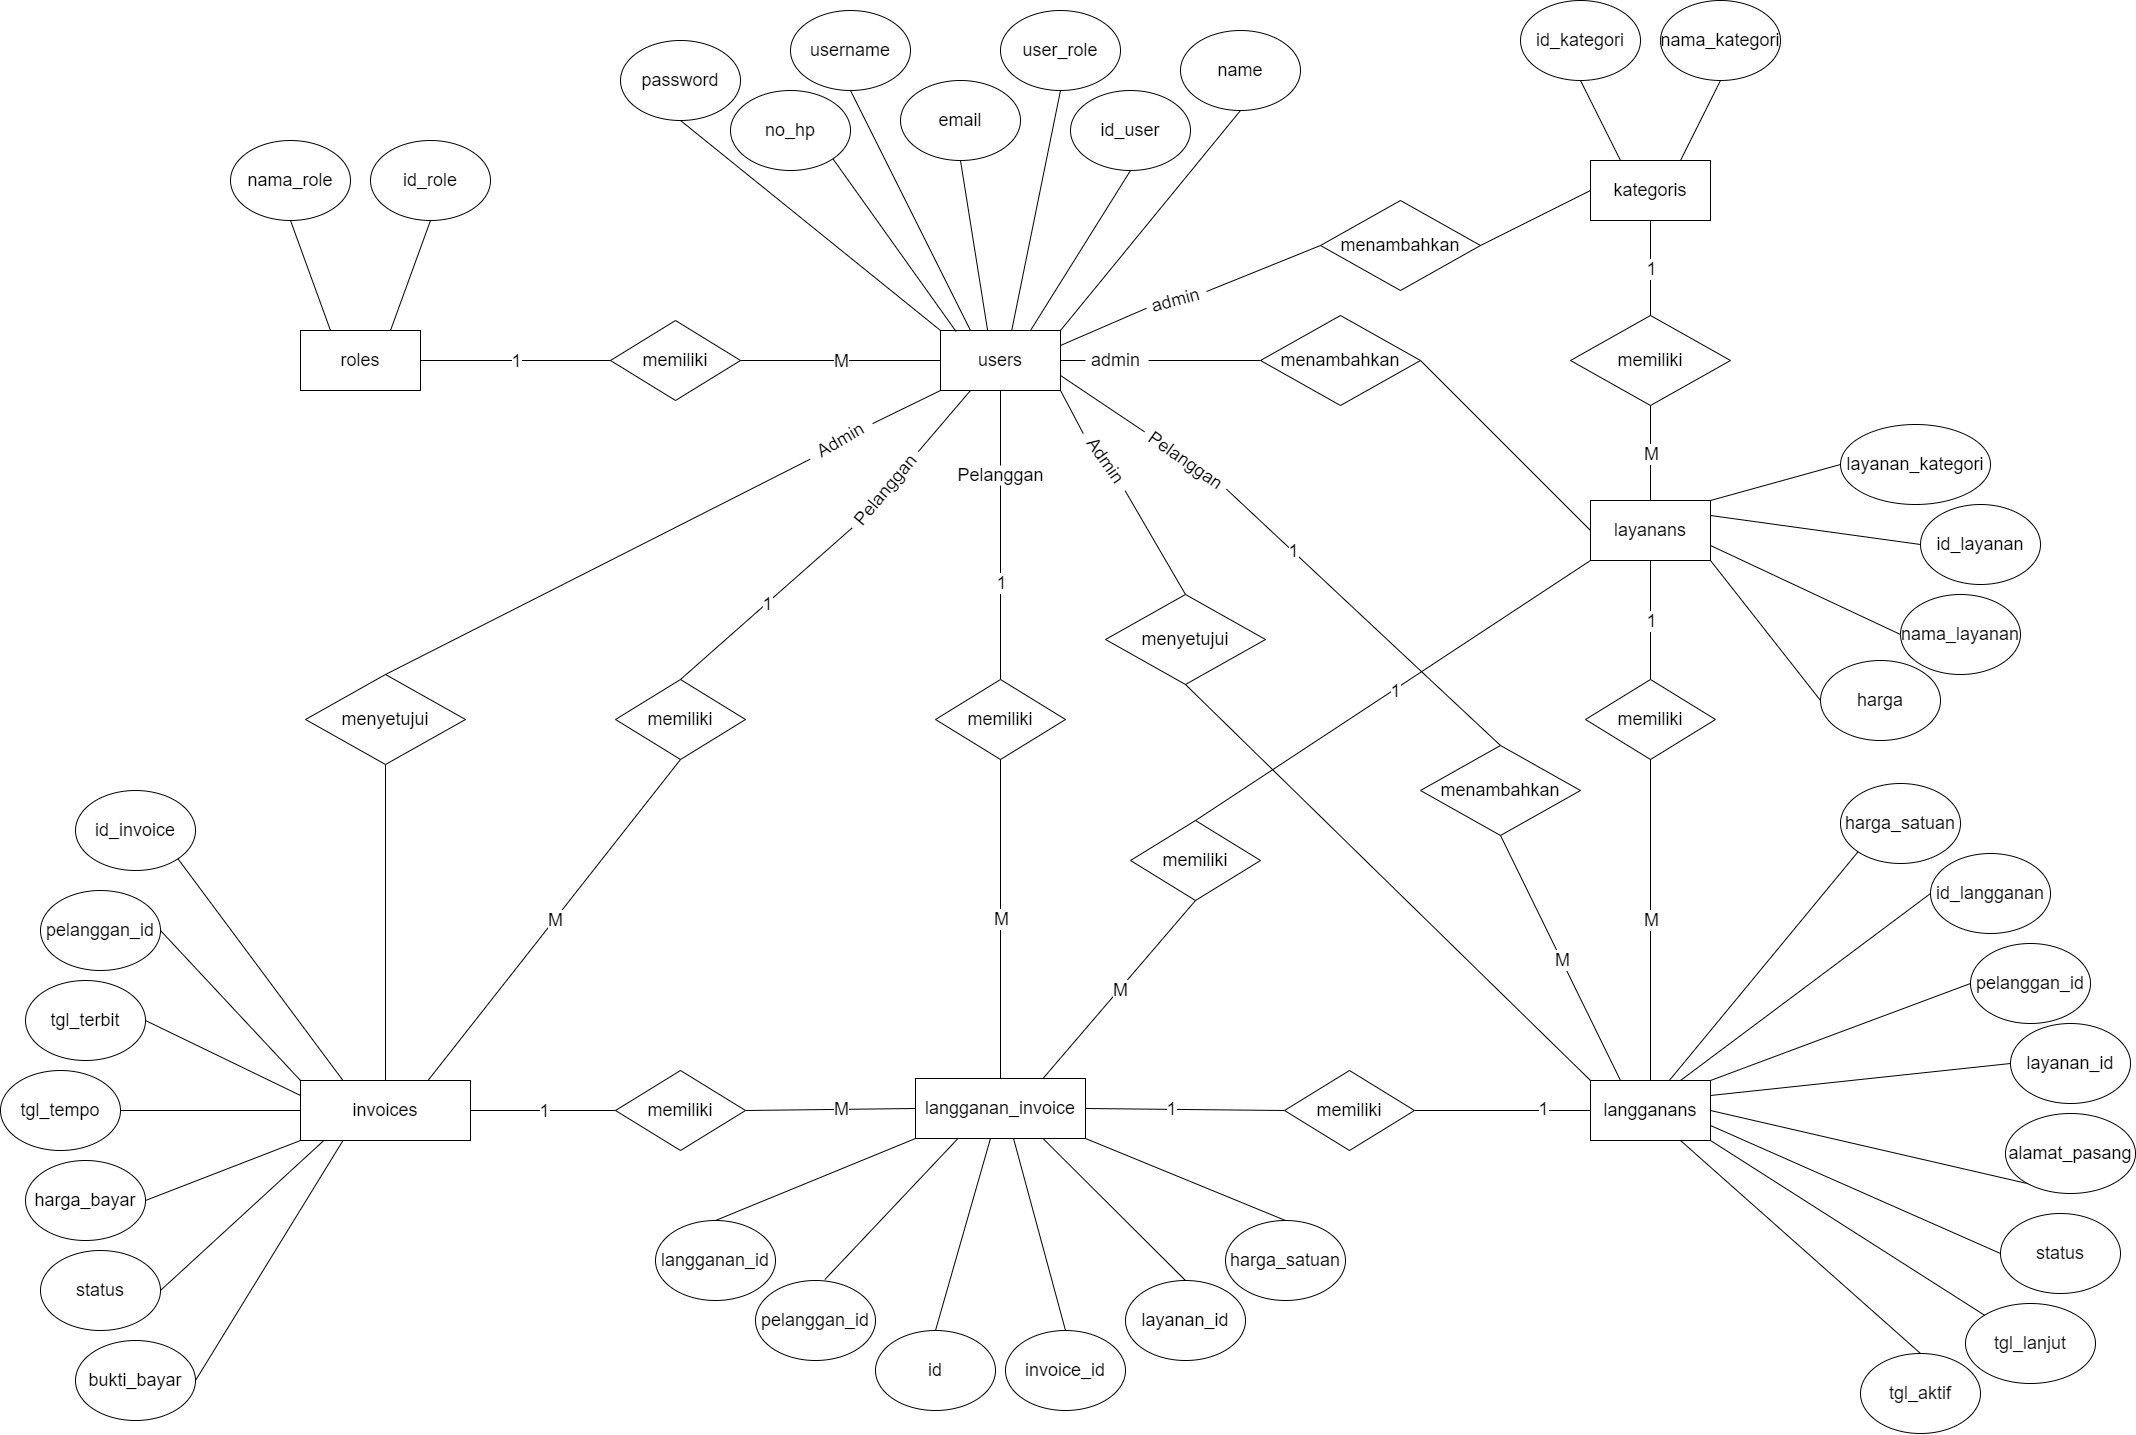 id_kategori
nama_kategori
username
user_role
name
password
email
no_hp
id_user
nama_role
id_role
kategoris
menambahkan
1
admin
roles
1
memiliki
M
users
admin
menambahkan
memiliki
Admin
Pelanggan
Pelanggan
Admin
Pelanggan
M
layanan_kategori
layanans
id_layanan
1
1
1
1
menyetujui
nama_layanan
1
harga
menyetujui
memiliki
memiliki
memiliki
menambahkan
id_invoice
harga_satuan
memiliki
id_langganan
M
M
M
pelanggan_id
M
pelanggan_id
M
tgl_terbit
layanan_id
tgl_tempo
invoices
1
memiliki
M
langganan_invoice
1
memiliki
1
langganans
alamat_pasang
harga_bayar
status
langganan_id
harga_satuan
status
pelanggan_id
layanan_id
tgl_lanjut
id
invoice_id
bukti_bayar
tgl_aktif